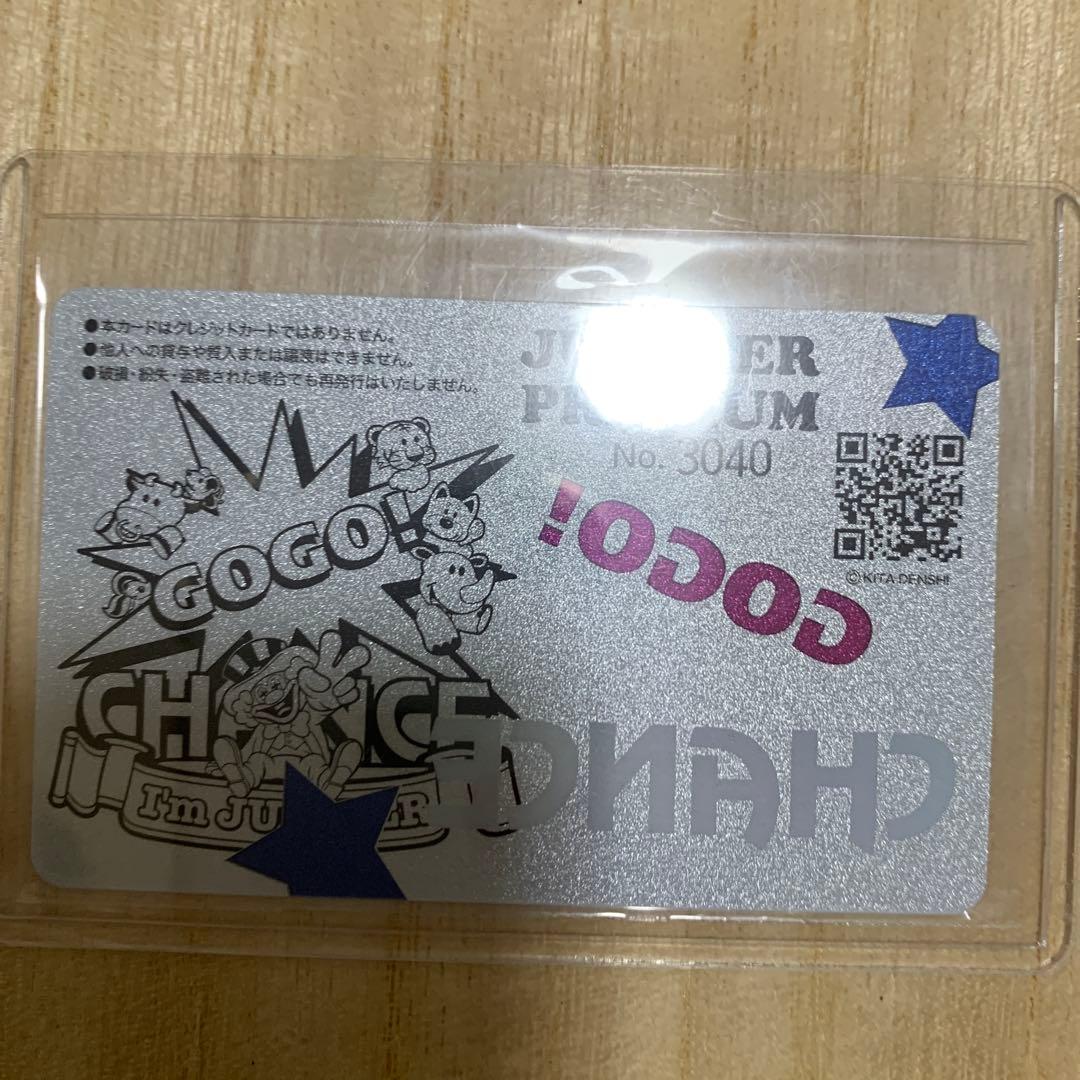 ●本カードはクレジットカードではありません。
●他人への貸与や質入または譲渡はできません。
●破損・紛失・盗難された場合でも再発行はいたしません。
No. 3040
©KITA DENSHI
GOGO!
CHANCE
I'm
GOGO!
CHANCE